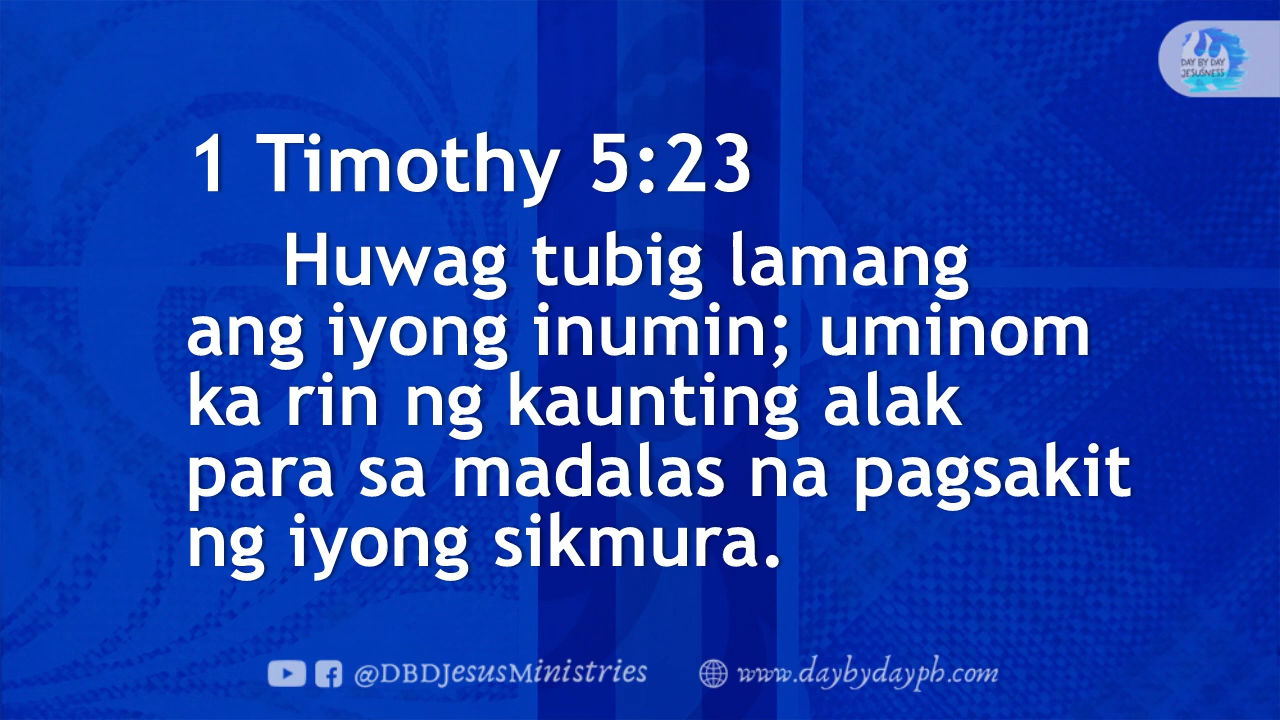 DAY BY DAY
JESUSNESS
1 Timothy 5:23
Huwag tubig lamang
ang iyong inumin; uminom
ka rin ng kaunting alak
para sa madalas na pagsakit
ng iyong sikmura.
@DBDJesusMinistries
www.daybydayph.com